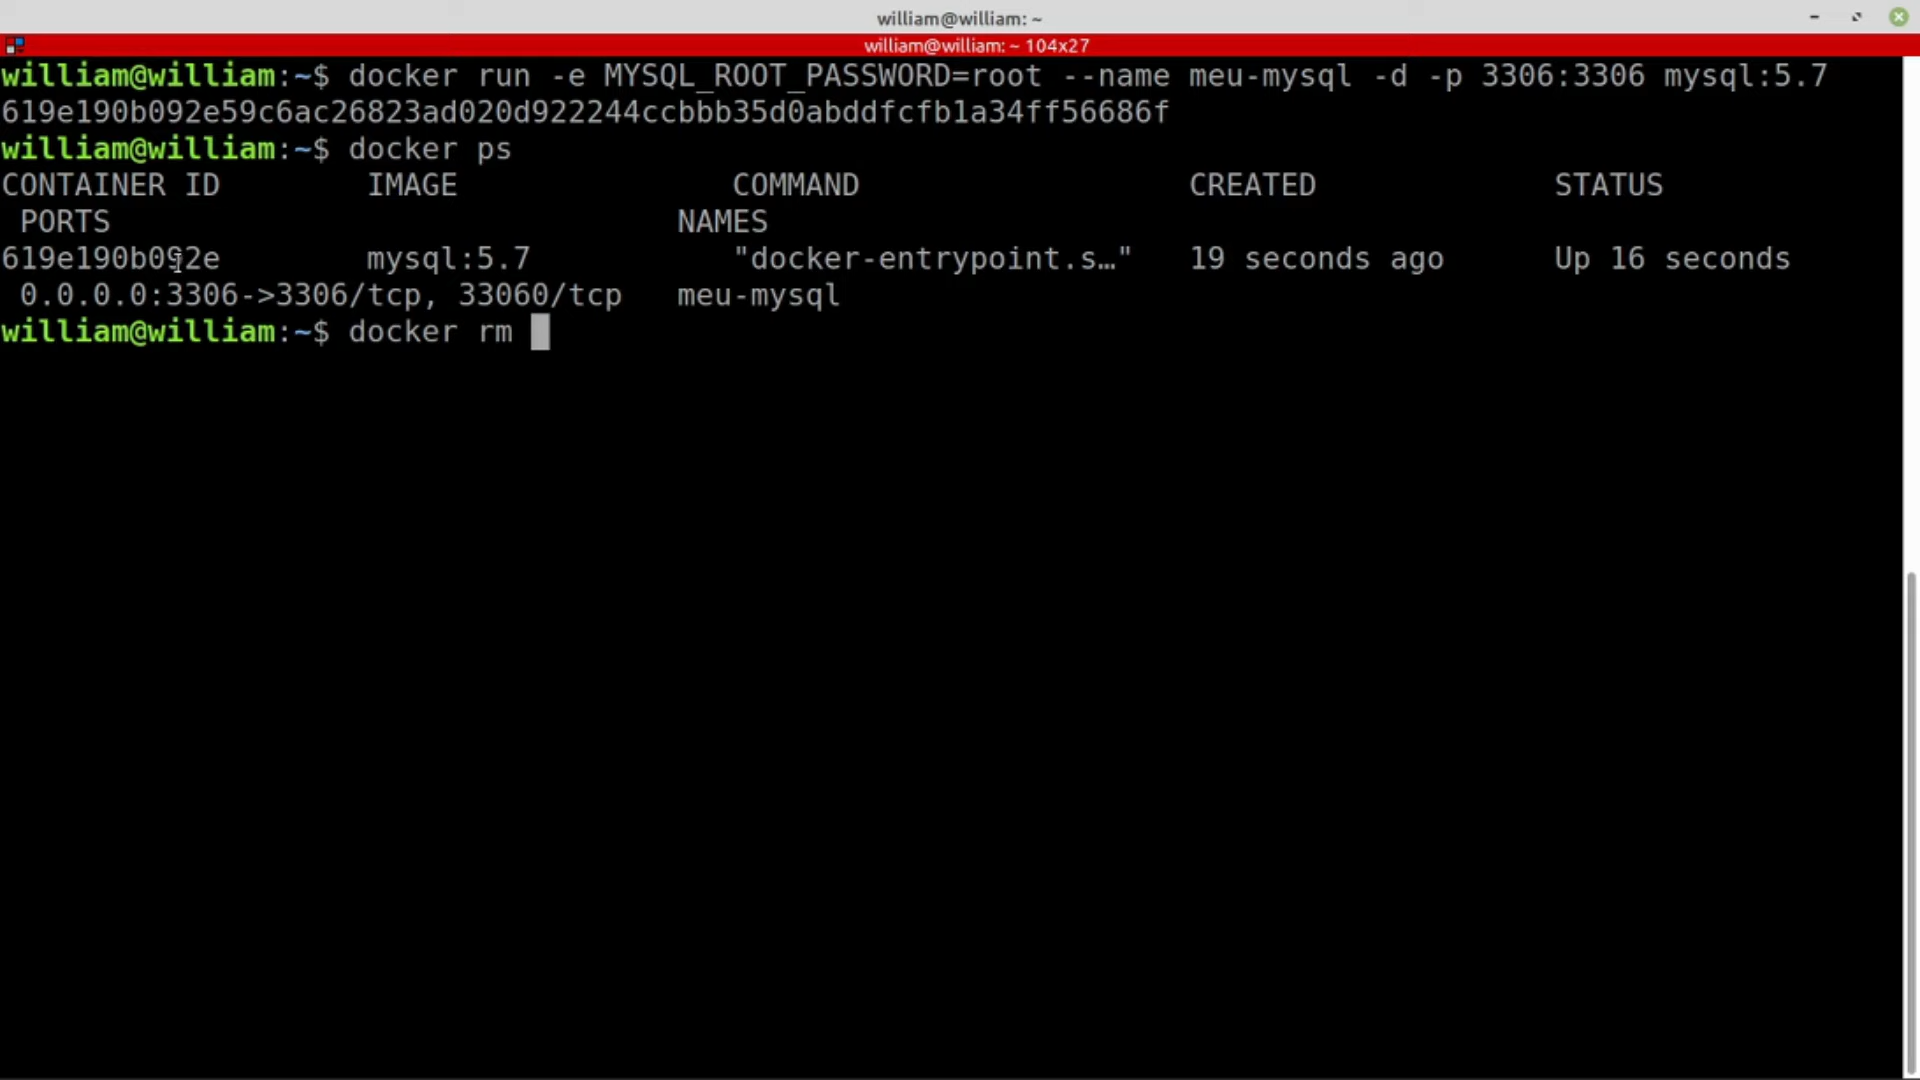 william@william: ~
william@william: ~ 104x27
william@william:~$ docker run -e MYSQL_ROOT_PASSWORD=root --name meu-mysql -d -p 3306:3306 mysql:5.7
619e190b092e59c6ac26823ad020d922244ccbbb35d0abddfcfb1a34ff56686f
william@william:~$ docker ps
CONTAINER ID        IMAGE               COMMAND                  CREATED             STATUS
 PORTS                               NAMES
619e190b092e        mysql:5.7           "docker-entrypoint.s…"   19 seconds ago      Up 16 seconds
 0.0.0.0:3306->3306/tcp, 33060/tcp   meu-mysql
william@william:~$ docker rm